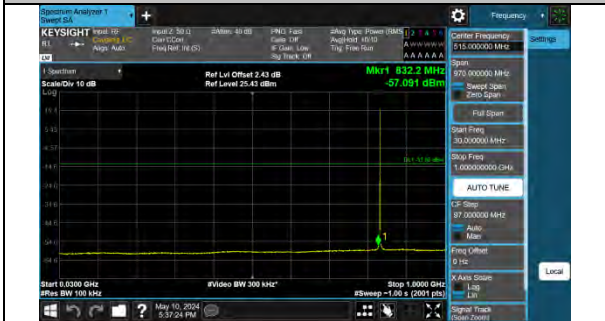 Spectrum Analyzer 1
Swept SA
Frequency
KEYSIGHT Input: RF
Input Z: 50 Ω
#Atten: 40 dB
PNO: Fast
#Avg Type: Power (RMS)
Align: Auto
Corr CCorr
Freq Ref: Int (S)
Gate: Off
IF Gain: Low
Sig Track: Off
Avg|Hold: 10/10
Trig: Free Run
A A A A A A
1 Spectrum
Scale/Div 10 dB
Log
Ref Lvl Offset 2.43 dB
Ref Level 25.43 dBm
Mkr1 832.2 MHz
-57.091 dBm
15.4
5.43
1
Start 0.0300 GHz
#Res BW 100 kHz
#Video BW 300 kHz*
Stop 1.0000 GHz
#Sweep ~1.00 s (2001 pts)
May 10, 2024
5:37:24 PM
Center Frequency
515.000000 MHz
Settings
Span
970.000000 MHz
Swept Span
Zero Span
Full Span
Start Freq
30.000000 MHz
Stop Freq
1.000000000 GHz
AUTO TUNE
CF Step
97.000000 MHz
Auto
Man
Freq Offset
0 Hz
X Axis Scale
Log
Lin
Local
Signal Track
(Span Zoom)